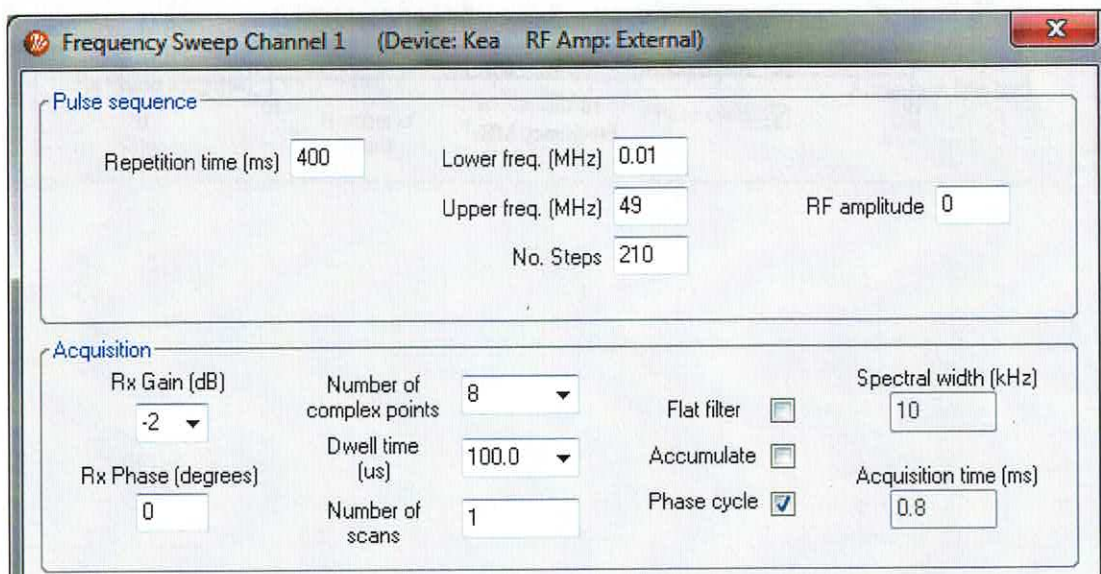 Frequency Sweep Channel 1 (Device: Kea RF Amp: External)
Pulse sequence
Repetition time (ms) 400
Lower freq. (MHz) 0.01
Upper freq. (MHz) 49
RF amplitude 0
No. Steps 210
Acquisition
Rx Gain (dB)
-2
Rx Phase (degrees)
0
Number of
complex points
8
Dwell time
(us)
100.0
Number of
scans
1
Flat filter
Accumulate
Phase cycle
Spectral width (kHz)
10
Acquisition time (ms)
0.8